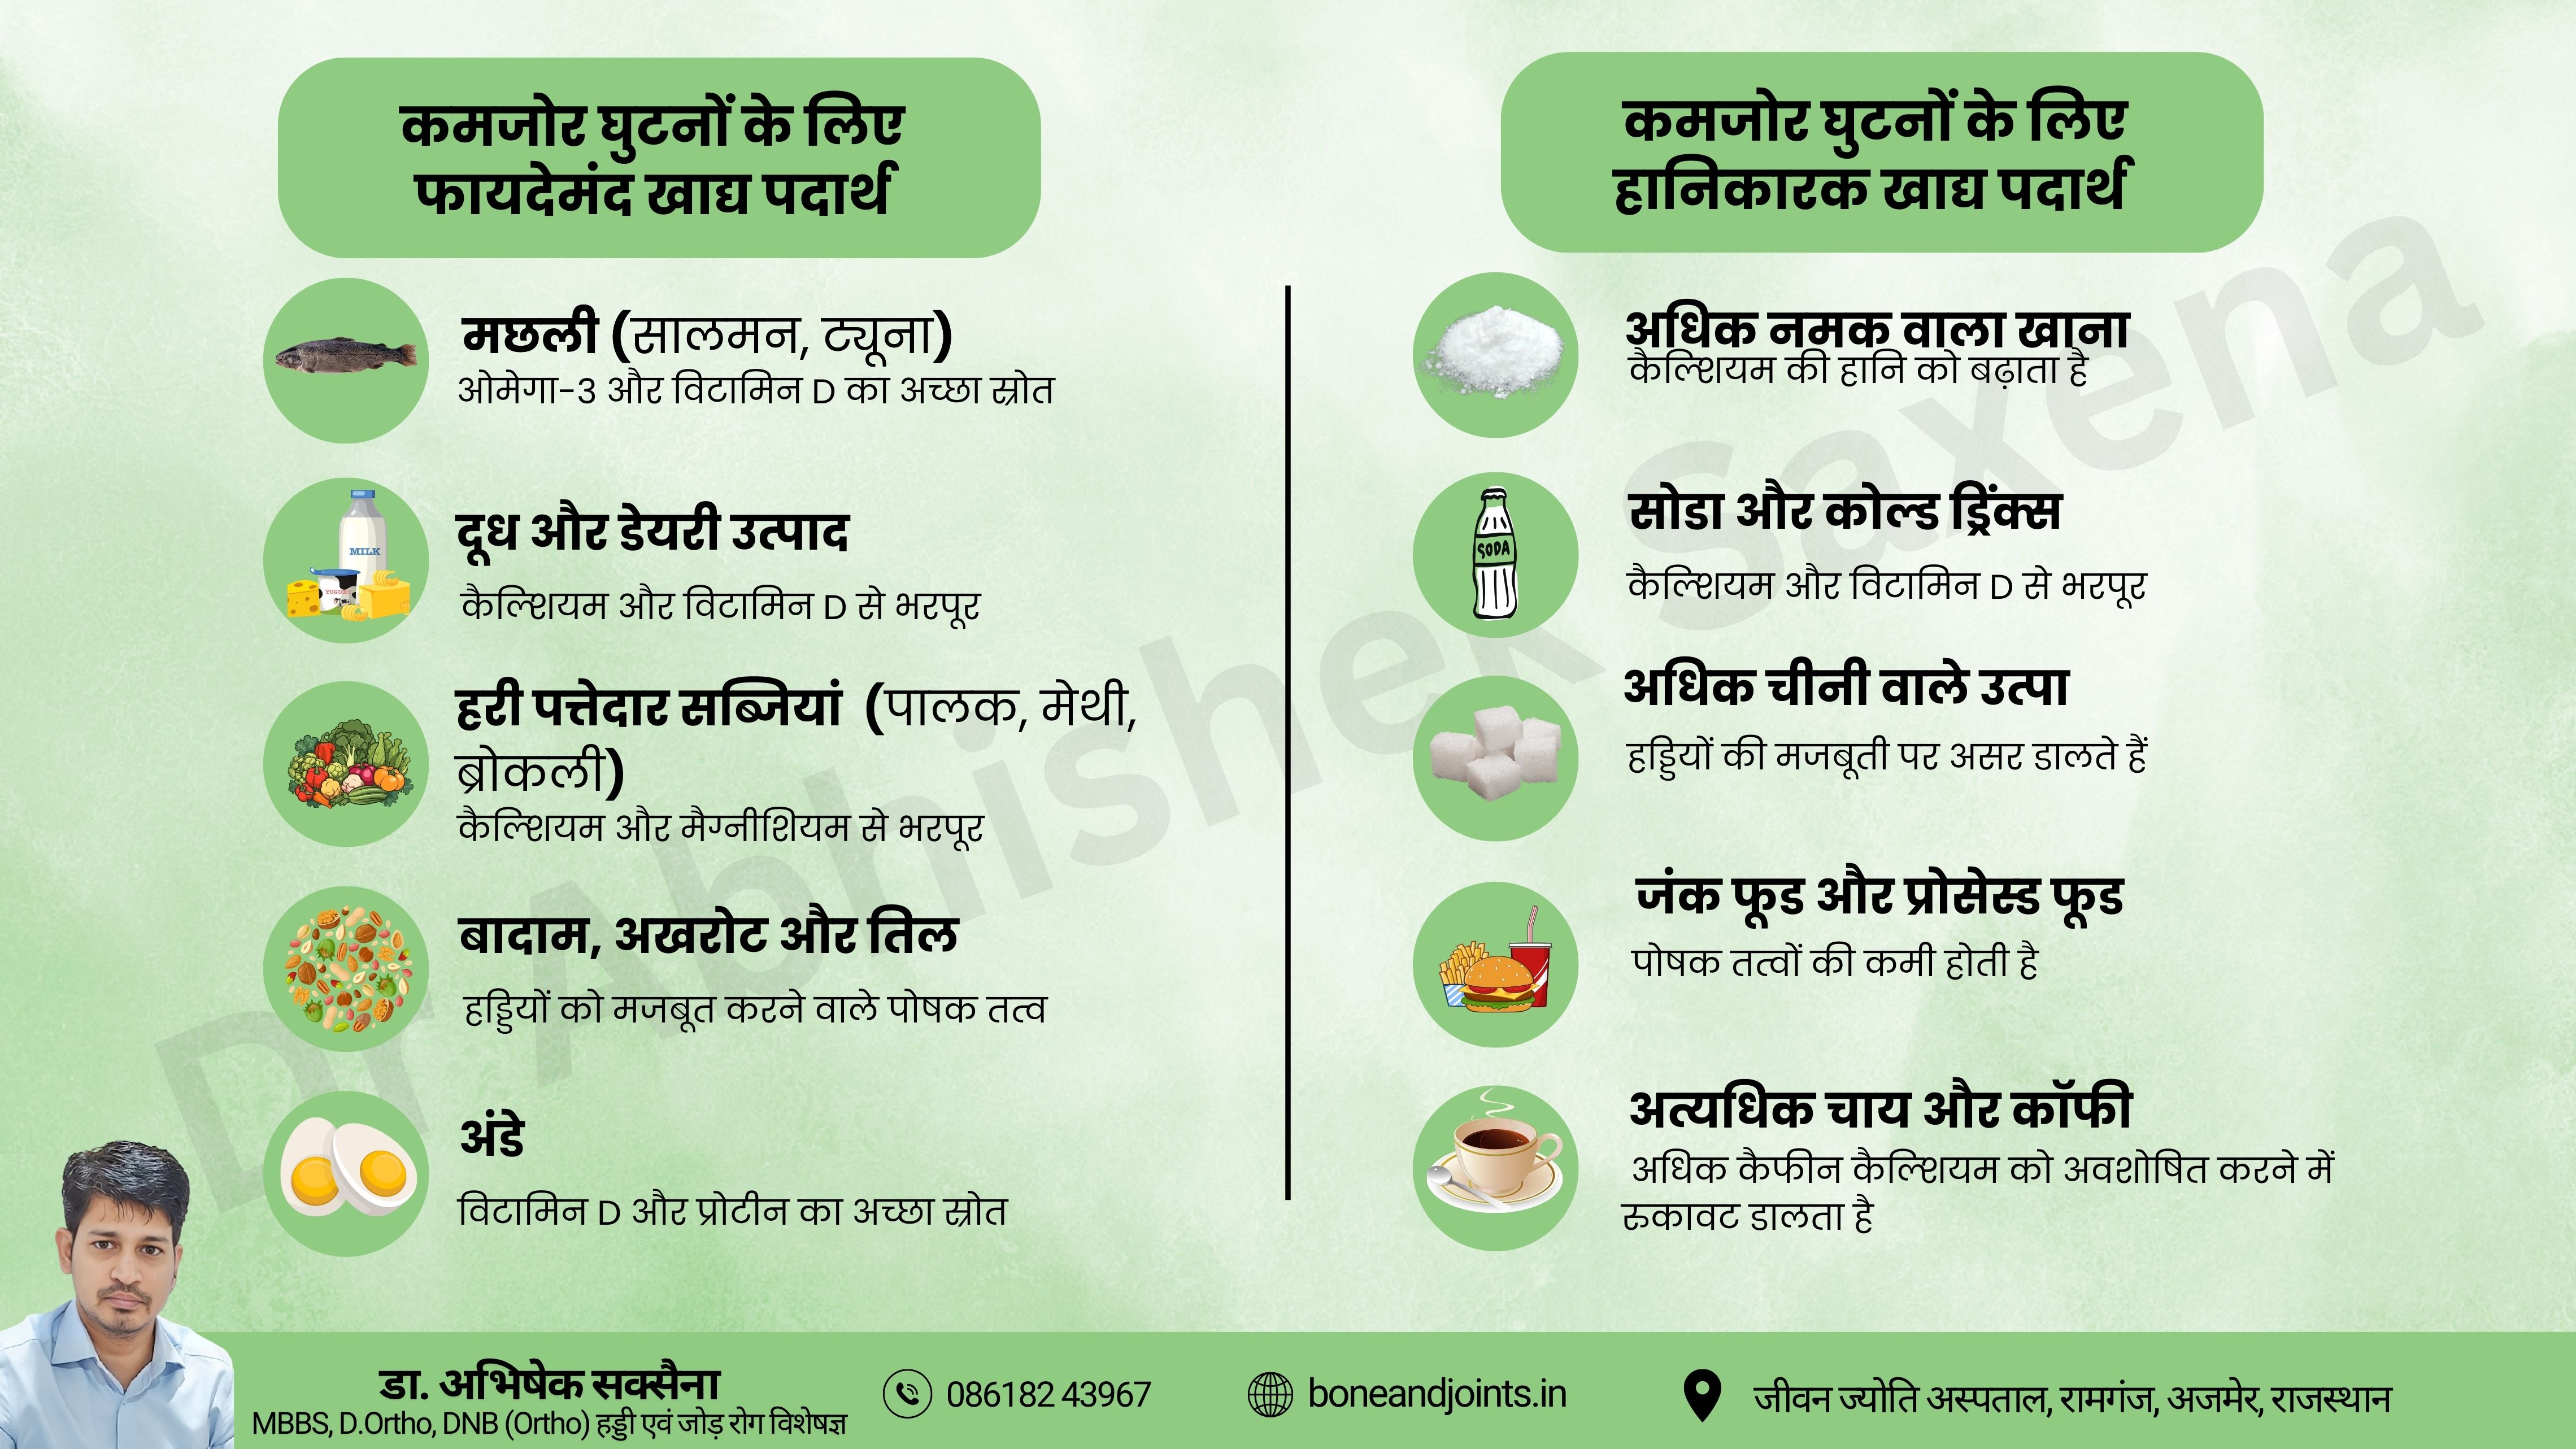 कमजोर घुटनों के लिए
फायदेमंद खाद्य पदार्थ
मछली (सालमन, ट्यूना)
ओमेगा-3 और विटामिन D का अच्छा स्रोत
MILK
YOGURT
दूध और डेयरी उत्पाद
कैल्शियम और विटामिन D से भरपूर
हरी पत्तेदार सब्जियां (पालक, मेथी,
ब्रोकली)
कैल्शियम और मैग्नीशियम से भरपूर
बादाम, अखरोट और तिल
हड्डियों को मजबूत करने वाले पोषक तत्व
अंडे
विटामिन D और प्रोटीन का अच्छा स्रोत
कमजोर घुटनों के लिए
हानिकारक खाद्य पदार्थ
अधिक नमक वाला खाना
कैल्शियम की हानि को बढ़ाता है
SODA
सोडा और कोल्ड ड्रिंक्स
कैल्शियम और विटामिन D से भरपूर
अधिक चीनी वाले उत्पा
हड्डियों की मजबूती पर असर डालते हैं
जंक फूड और प्रोसेस्ड फूड
पोषक तत्वों की कमी होती है
अत्यधिक चाय और कॉफी
अधिक कैफीन कैल्शियम को अवशोषित करने में
रुकावट डालता है
Dr Abhishek Saxena
डा. अभिषेक सक्सैना
MBBS, D.Ortho, DNB (Ortho) हड्डी एवं जोड़ रोग विशेषज्ञ
086182 43967
boneandjoints.in
जीवन ज्योति अस्पताल, रामगंज, अजमेर, राजस्थान